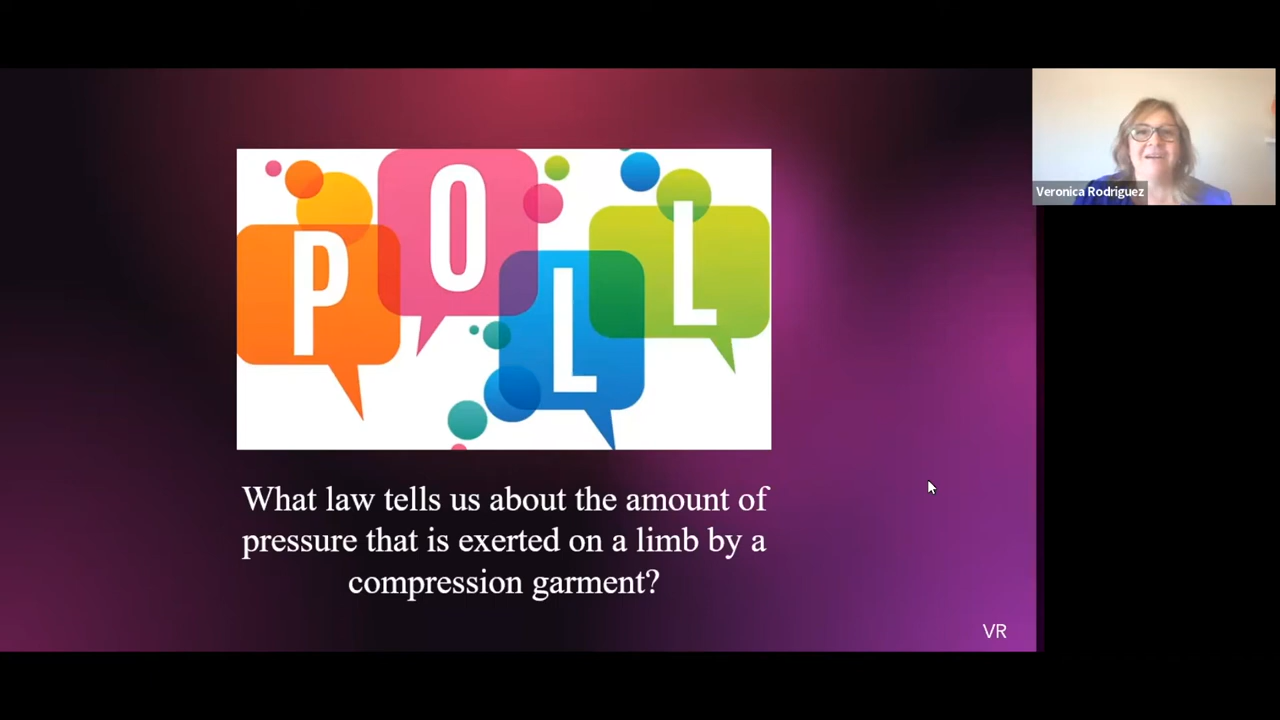 POLL
Veronica Rodriguez
What law tells us about the amount of
pressure that is exerted on a limb by a
compression garment?
VR